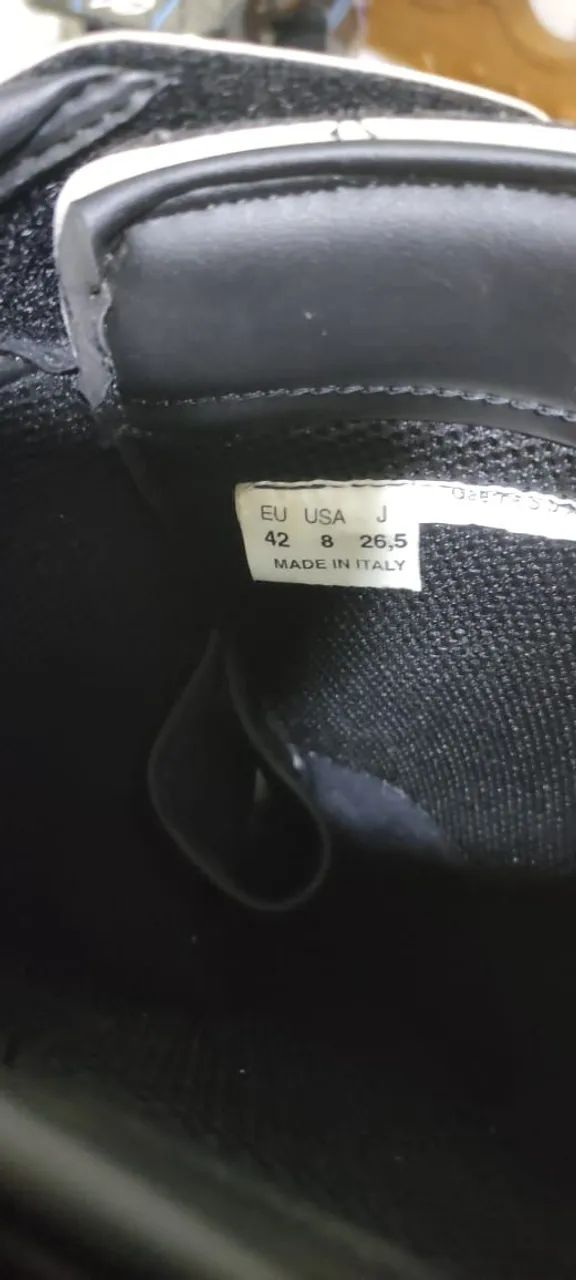 EU USA J
42 8 26,5
MADE IN ITALY